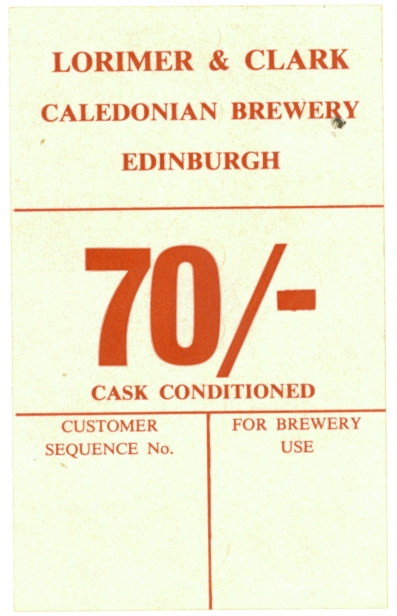 LORIMER & CLARK
CALEDONIAN BREWERY
EDINBURGH
70/-
CASK CONDITIONED
CUSTOMER
SEQUENCE No.
FOR BREWERY
USE